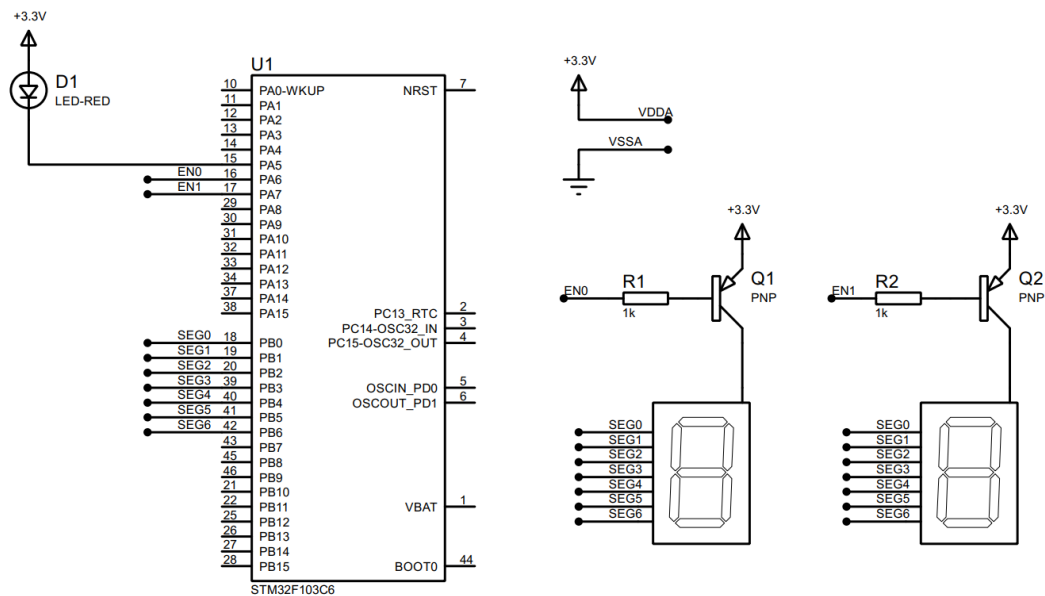 +3.3V
D1
LED-RED
U1
10 PA0-WKUP NRST 7
11 PA1
12 PA2
13 PA3
14 PA4
15 PA5
EN0 16 PA6
EN1 17 PA7
29 PA8
30 PA9
31 PA10
32 PA11
33 PA12
34 PA13
37 PA14
38 PA15
PC13_RTC 2
PC14-OSC32_IN 3
PC15-OSC32_OUT 4
SEG0 18 PB0
SEG1 19 PB1
SEG2 20 PB2
SEG3 39 PB3
SEG4 40 PB4
SEG5 41 PB5
SEG6 42 PB6
43 PB7
45 PB8
46 PB9
21 PB10
22 PB11
25 PB12
26 PB13
27 PB14
28 PB15
OSCIN_PD0 5
OSCOUT_PD1 6
VBAT 1
BOOT0 44
STM32F103C6
+3.3V
VDDA
VSSA
+3.3V
EN0
R1
1k
Q1
PNP
SEG0
SEG1
SEG2
SEG3
SEG4
SEG5
SEG6
+3.3V
EN1
R2
1k
Q2
PNP
SEG0
SEG1
SEG2
SEG3
SEG4
SEG5
SEG6